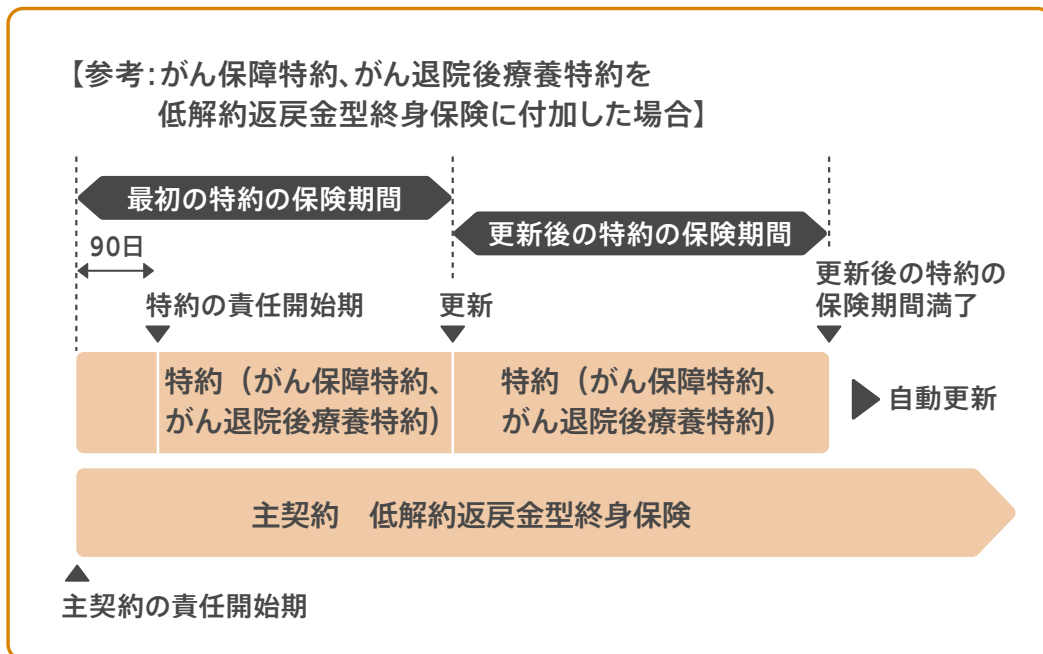 【参考:がん保障特約、がん退院後療養特約を
低解約返戻金型終身保険に付加した場合】
最初の特約の保険期間
更新後の特約の保険期間
90日
特約の責任開始期
更新
更新後の特約の
保険期間満了
特約（がん保障特約、
がん退院後療養特約）
特約（がん保障特約、
がん退院後療養特約）
自動更新
主契約　低解約返戻金型終身保険
主契約の責任開始期